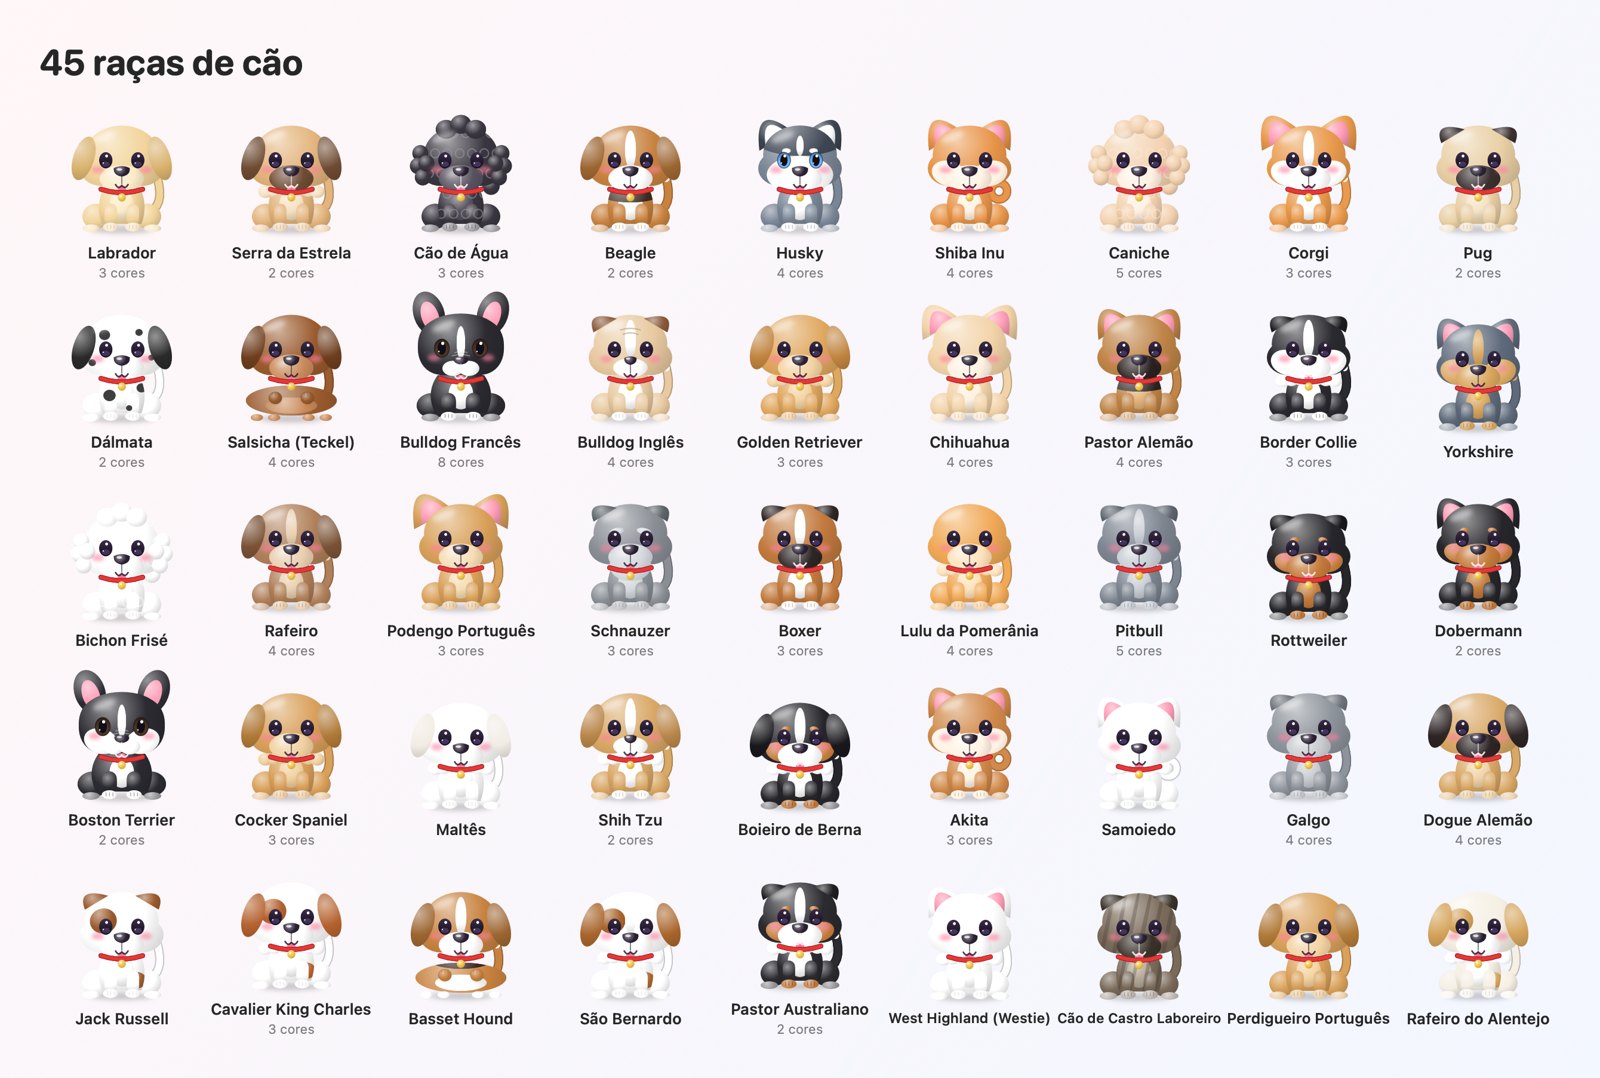 45 raças de cão
Labrador
3 cores
Serra da Estrela
2 cores
Cão de Água
3 cores
Beagle
2 cores
Husky
4 cores
Shiba Inu
4 cores
Caniche
5 cores
Corgi
3 cores
Pug
2 cores
Dálmata
2 cores
Salsicha (Teckel)
4 cores
Bulldog Francês
8 cores
Bulldog Inglês
4 cores
Golden Retriever
3 cores
Chihuahua
4 cores
Pastor Alemão
4 cores
Border Collie
3 cores
Yorkshire
Bichon Frisé
Rafeiro
4 cores
Podengo Português
3 cores
Schnauzer
3 cores
Boxer
3 cores
Lulu da Pomerânia
4 cores
Pitbull
5 cores
Rottweiler
Dobermann
2 cores
Boston Terrier
2 cores
Cocker Spaniel
3 cores
Maltês
Shih Tzu
2 cores
Boieiro de Berna
Akita
3 cores
Samoiedo
Galgo
4 cores
Dogue Alemão
4 cores
Jack Russell
Cavalier King Charles
3 cores
Basset Hound
São Bernardo
Pastor Australiano
2 cores
West Highland (Westie)
Cão de Castro Laboreiro
Perdigueiro Português
Rafeiro do Alentejo